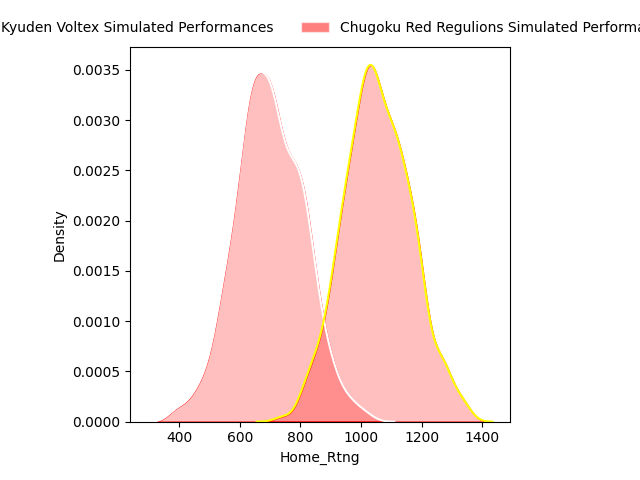 Kyuden Voltex Simulated Performances
Chugoku Red Regulions Simulated Performa
0.0035
0.0030
0.0025
0.0020
0.0015
0.0010
0.0005
0.0000
Density
400 600 800 1000 1200 1400
Home_Rtng